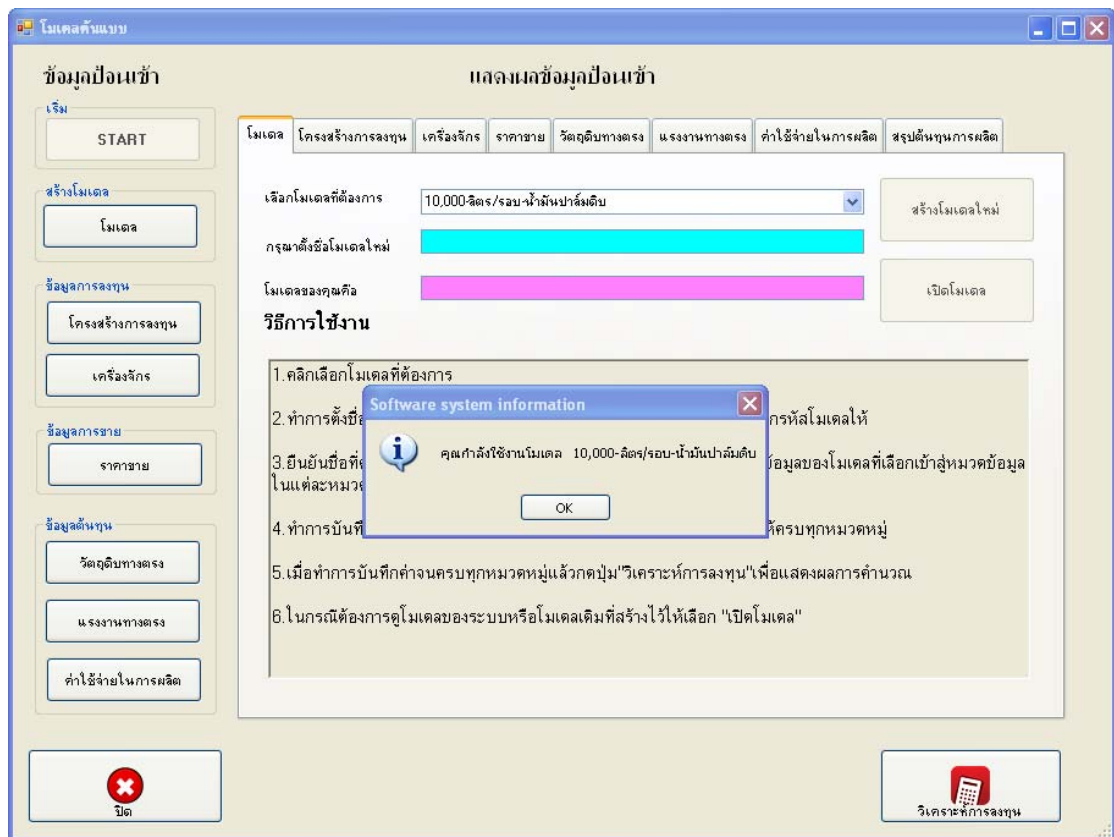 โมเดลต้นแบบ
ข้อมูลป้อนเข้า
แสดงผลข้อมูลป้อนเข้า
เริ่ม
START
สร้างโมเดล
โมเดล
ข้อมูลการลงทุน
โครงสร้างการลงทุน
เครื่องจักร
ข้อมูลการขาย
ราคาขาย
ข้อมูลต้นทุน
วัตถุดิบทางตรง
แรงงานทางตรง
ค่าใช้จ่ายในการผลิต
โมเดล โครงสร้างการลงทุน เครื่องจักร ราคาขาย วัตถุดิบทางตรง แรงงานทางตรง ค่าใช้จ่ายในการผลิต สรุปต้นทุนการผลิต
เลือกโมเดลที่ต้องการ 10,000-ลิตร/รอบ-น้ำมันปาล์มดิบ สร้างโมเดลใหม่
กรุณาตั้งชื่อโมเดลใหม่
โมเดลของคุณคือ เปิดโมเดล
วิธีการใช้งาน
1.คลิกเลือกโมเดลที่ต้องการ
2.ทำการตั้งชื่อ กรหัสโมเดลให้
3.ยืนยันชื่อที่ ข้อมูลของโมเดลที่เลือกเข้าสู่หมวดข้อมูล
ในแต่ละหมวด
4.ทำการบันทึ ให้ครบทุกหมวดหมู่
5.เมื่อทำการบันทึกค่าจนครบทุกหมวดหมู่แล้วกดปุ่ม"วิเคราะห์การลงทุน"เพื่อแสดงผลการคำนวณ
6.ในกรณีต้องการดูโมเดลของระบบหรือโมเดลเดิมที่สร้างไว้ให้เลือก "เปิดโมเดล"
Software system information
คุณกำลังใช้งานโมเดล 10,000-ลิตร/รอบ-น้ำมันปาล์มดิบ
OK
ปิด
วิเคราะห์การลงทุน